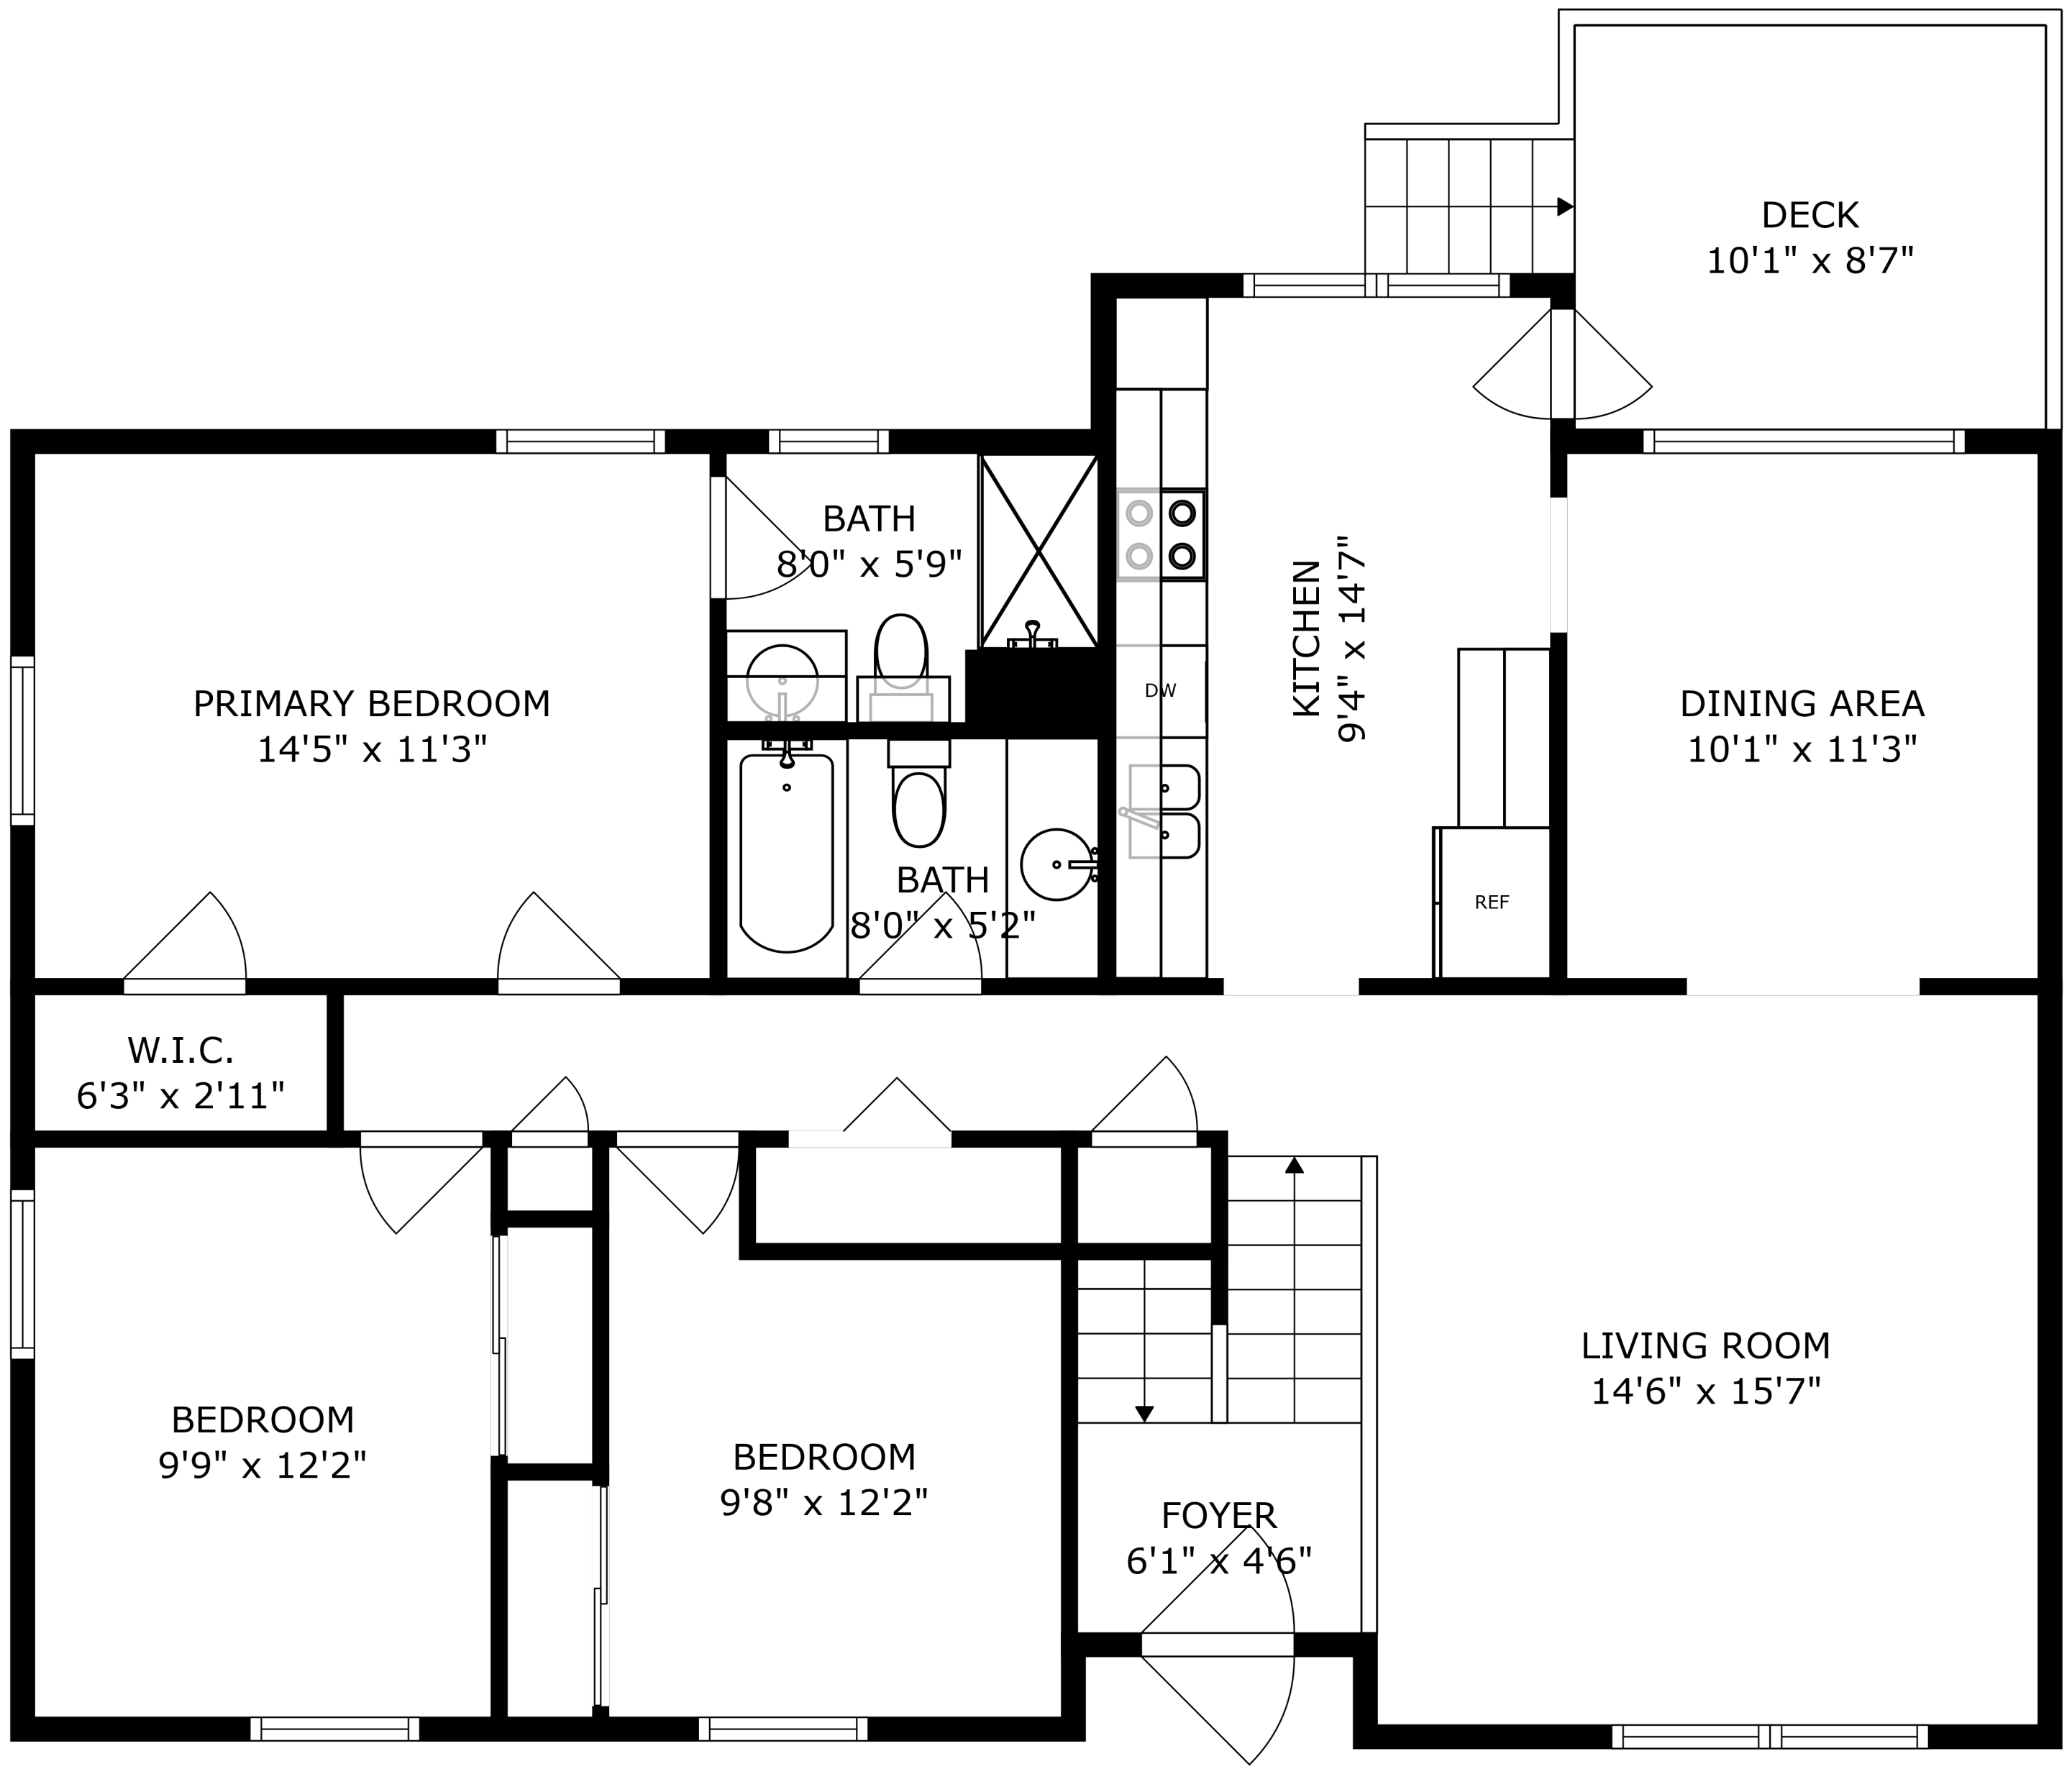 DECK
10'1" x 8'7"
BATH
8'0" x 5'9"
KITCHEN
9'4" x 14'7"
PRIMARY BEDROOM
14'5" x 11'3"
DW
DINING AREA
10'1" x 11'3"
BATH
8'0" x 5'2"
REF
W.I.C.
6'3" x 2'11"
LIVING ROOM
14'6" x 15'7"
BEDROOM
9'9" x 12'2"
BEDROOM
9'8" x 12'2"
FOYER
6'1" x 4'6"